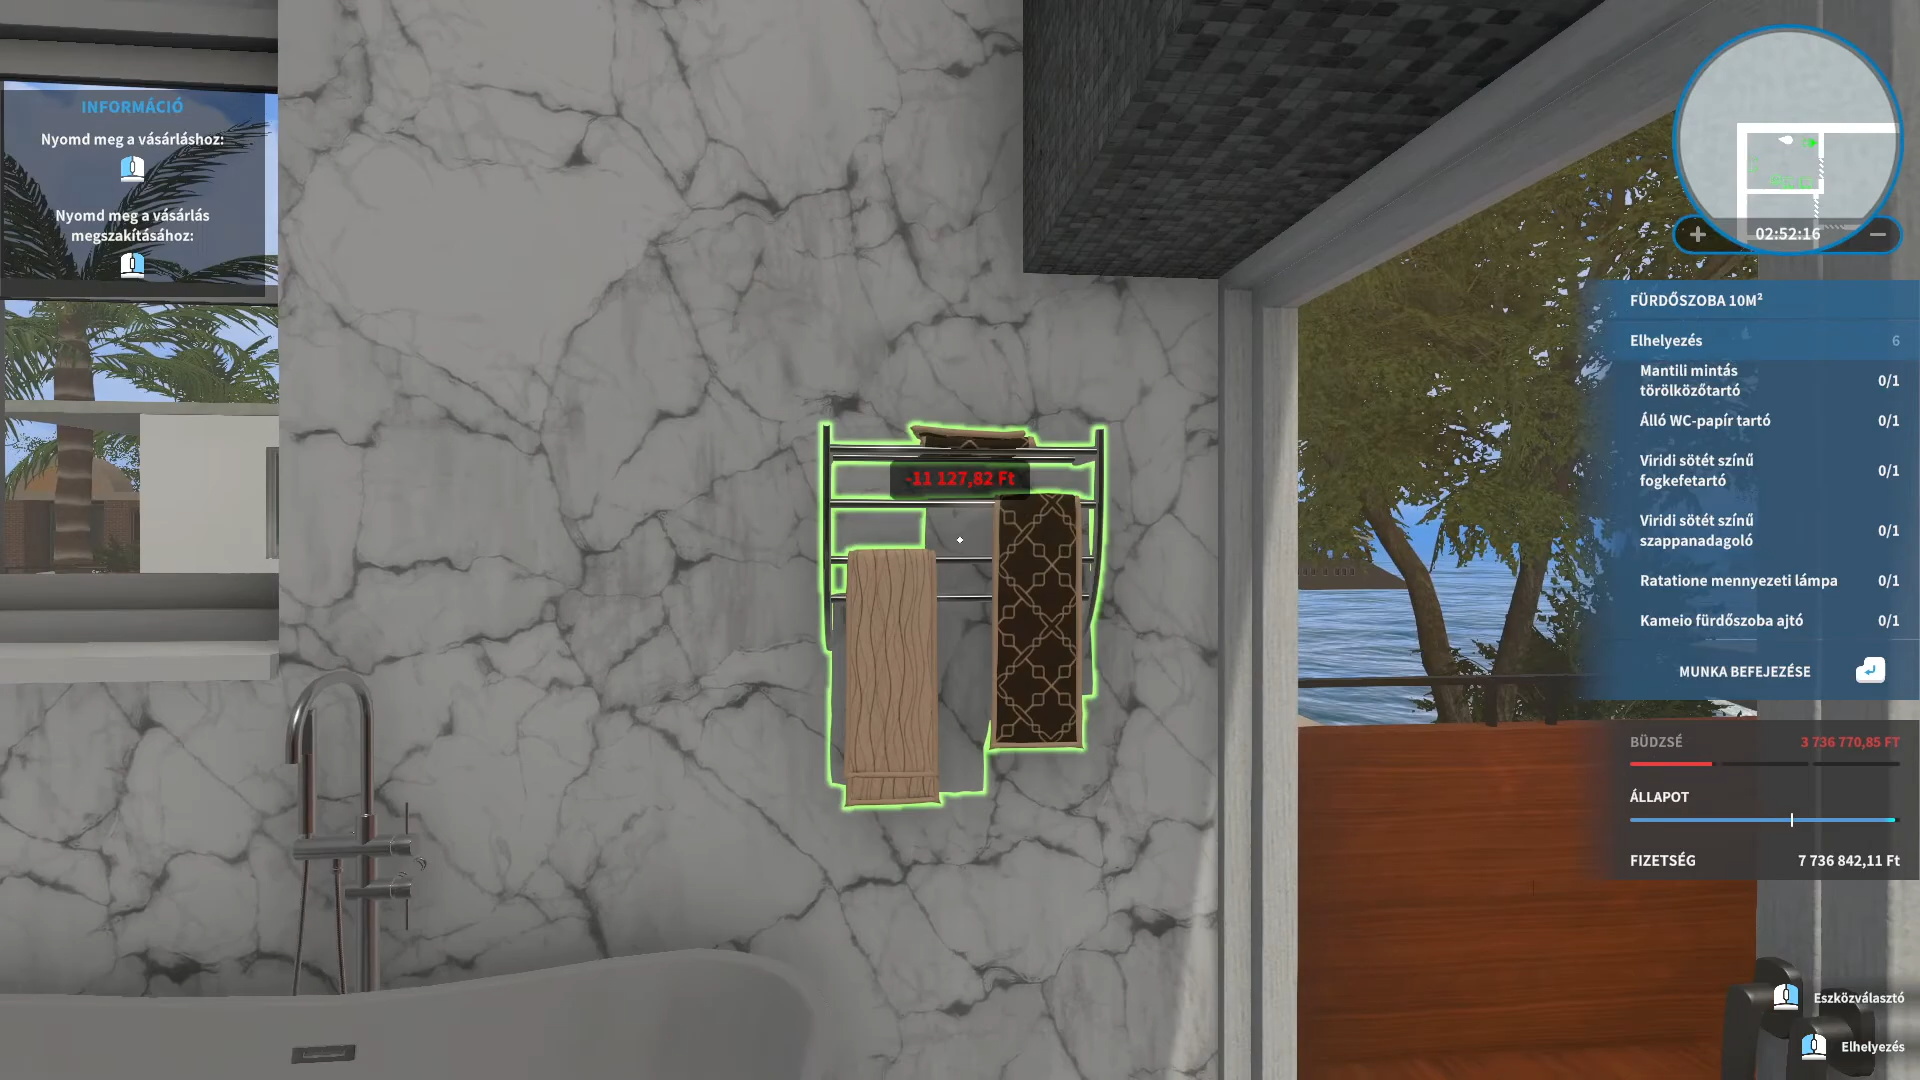 INFORMÁCIÓ
Nyomd meg a vásárláshoz:
Nyomd meg a vásárlás
megszakításához:
-11 127,82 Ft
02:52:16
FÜRDŐSZOBA 10M²
Elhelyezés 6
Mantili mintás
törölközőtartó 0/1
Álló WC-papír tartó 0/1
Viridi sötét színű
fogkefetartó 0/1
Viridi sötét színű
szappanadagoló 0/1
Ratatione mennyezeti lámpa 0/1
Kameio fürdőszoba ajtó 0/1
MUNKA BEFEJEZÉSE
BÜDZSÉ 3 736 770,85 FT
ÁLLAPOT
FIZETSÉG 7 736 842,11 Ft
Eszközválasztó
Elhelyezés